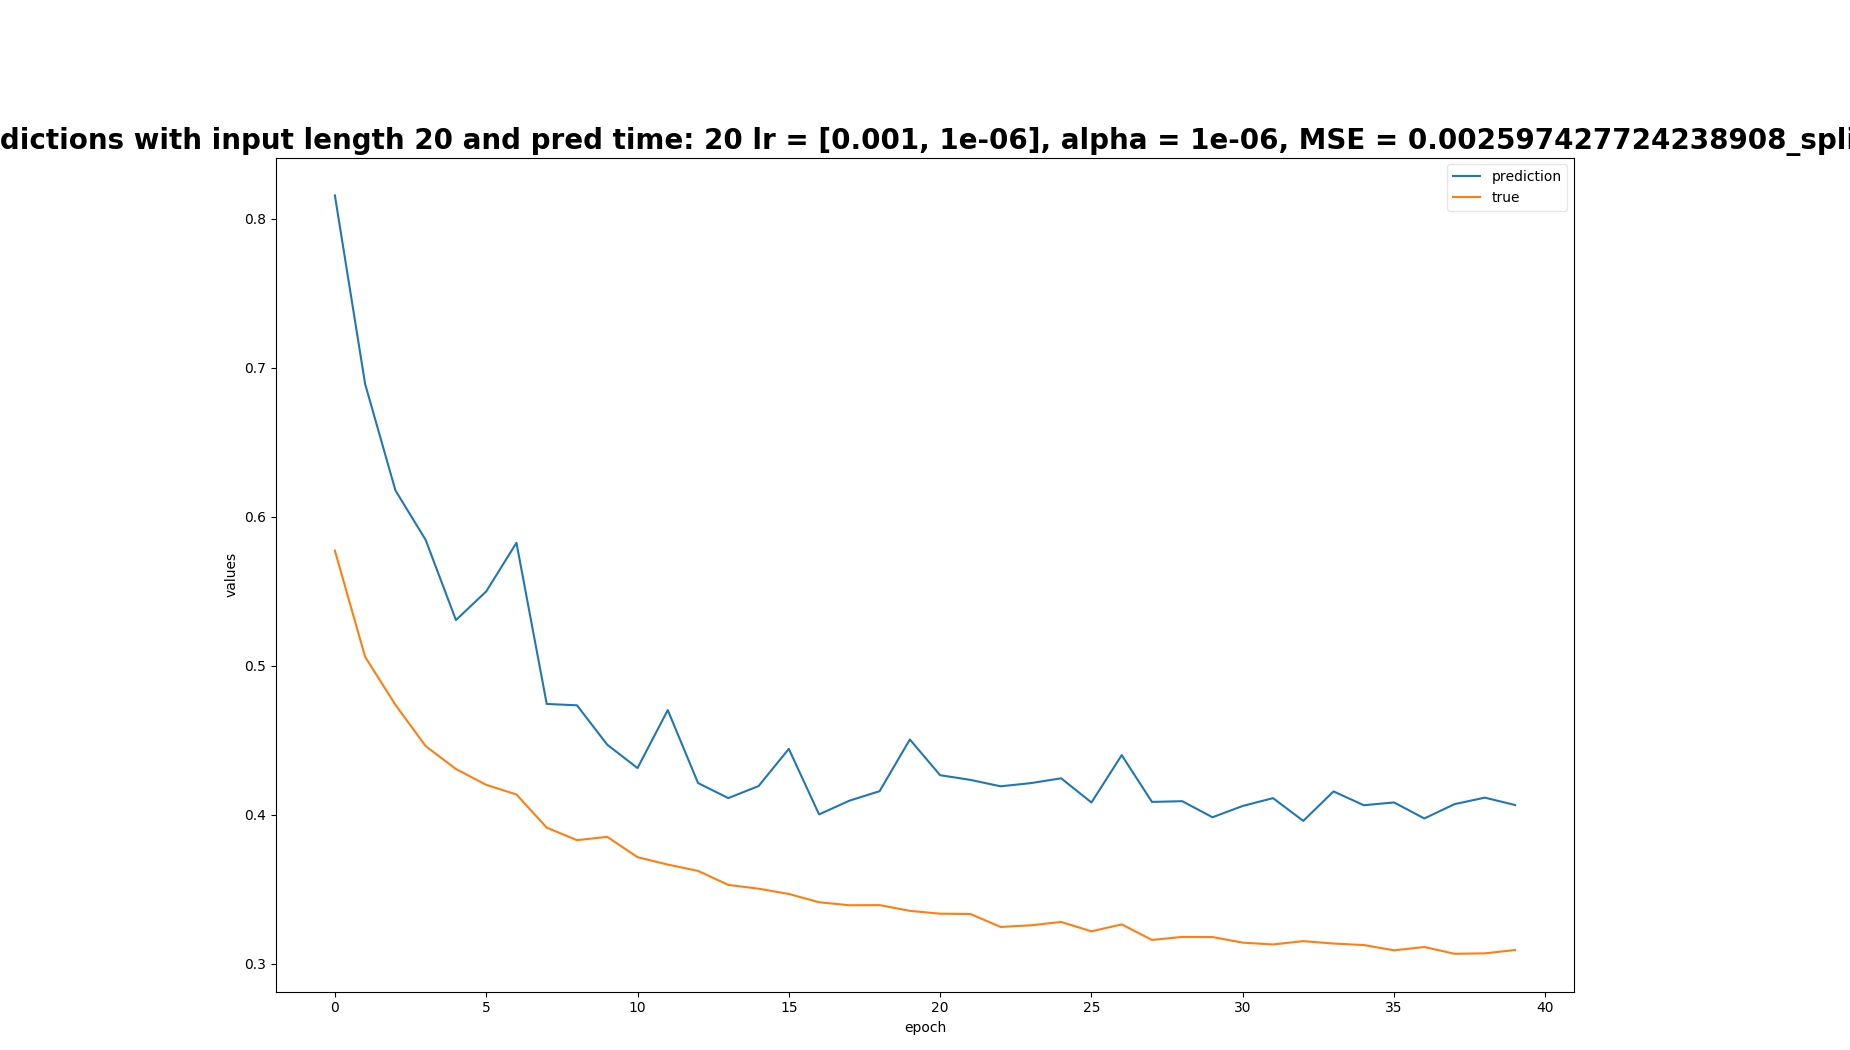 dictions with input length 20 and pred time: 20 lr = [0.001, 1e-06], alpha = 1e-06, MSE = 0.002597427724238908_spli
prediction
true
0.8
0.7
0.6
0.5
0.4
0.3
values
0 5 10 15 20 25 30 35 40
epoch